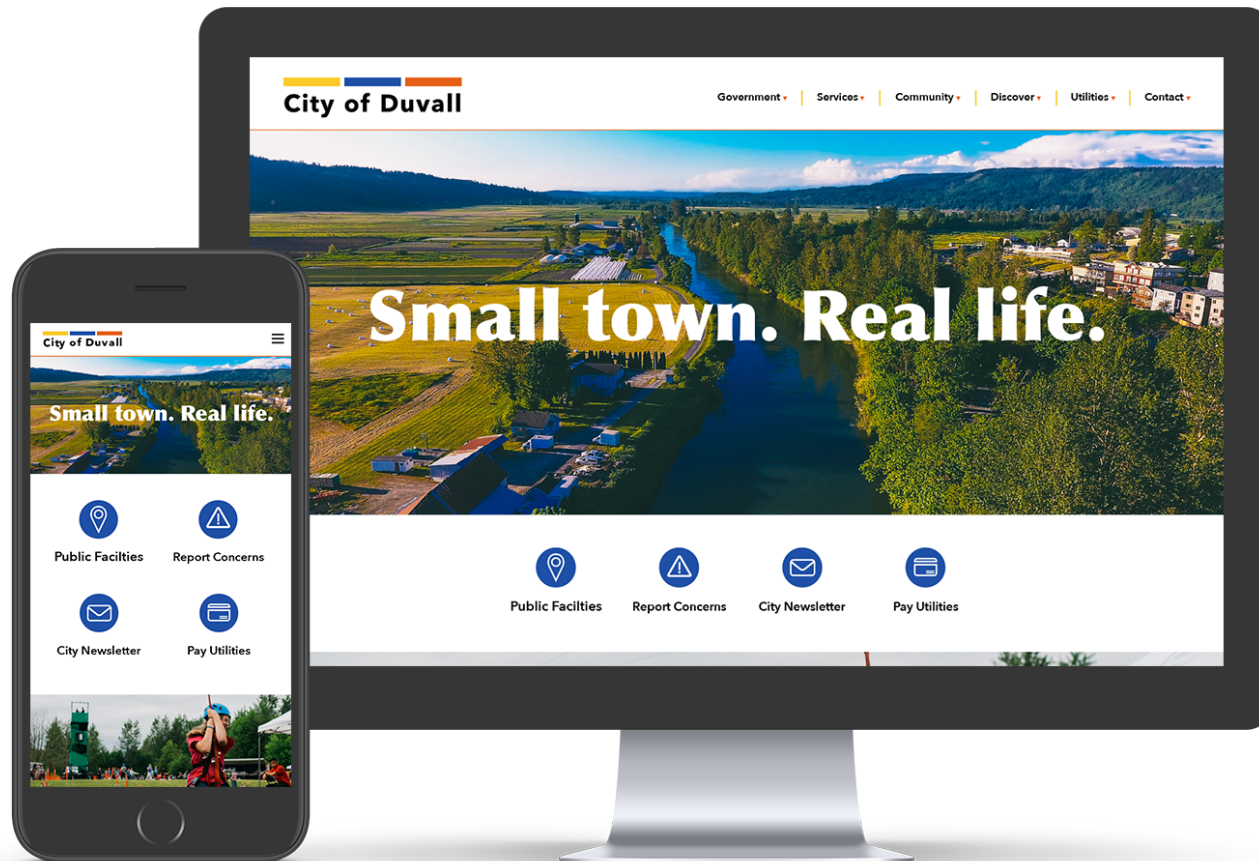 City of Duvall
Government Services Community Discover Utilities Contact
Small town. Real life.
Public Facilties Report Concerns City Newsletter Pay Utilities
City of Duvall
Small town. Real life.
Public Facilties Report Concerns
City Newsletter Pay Utilities